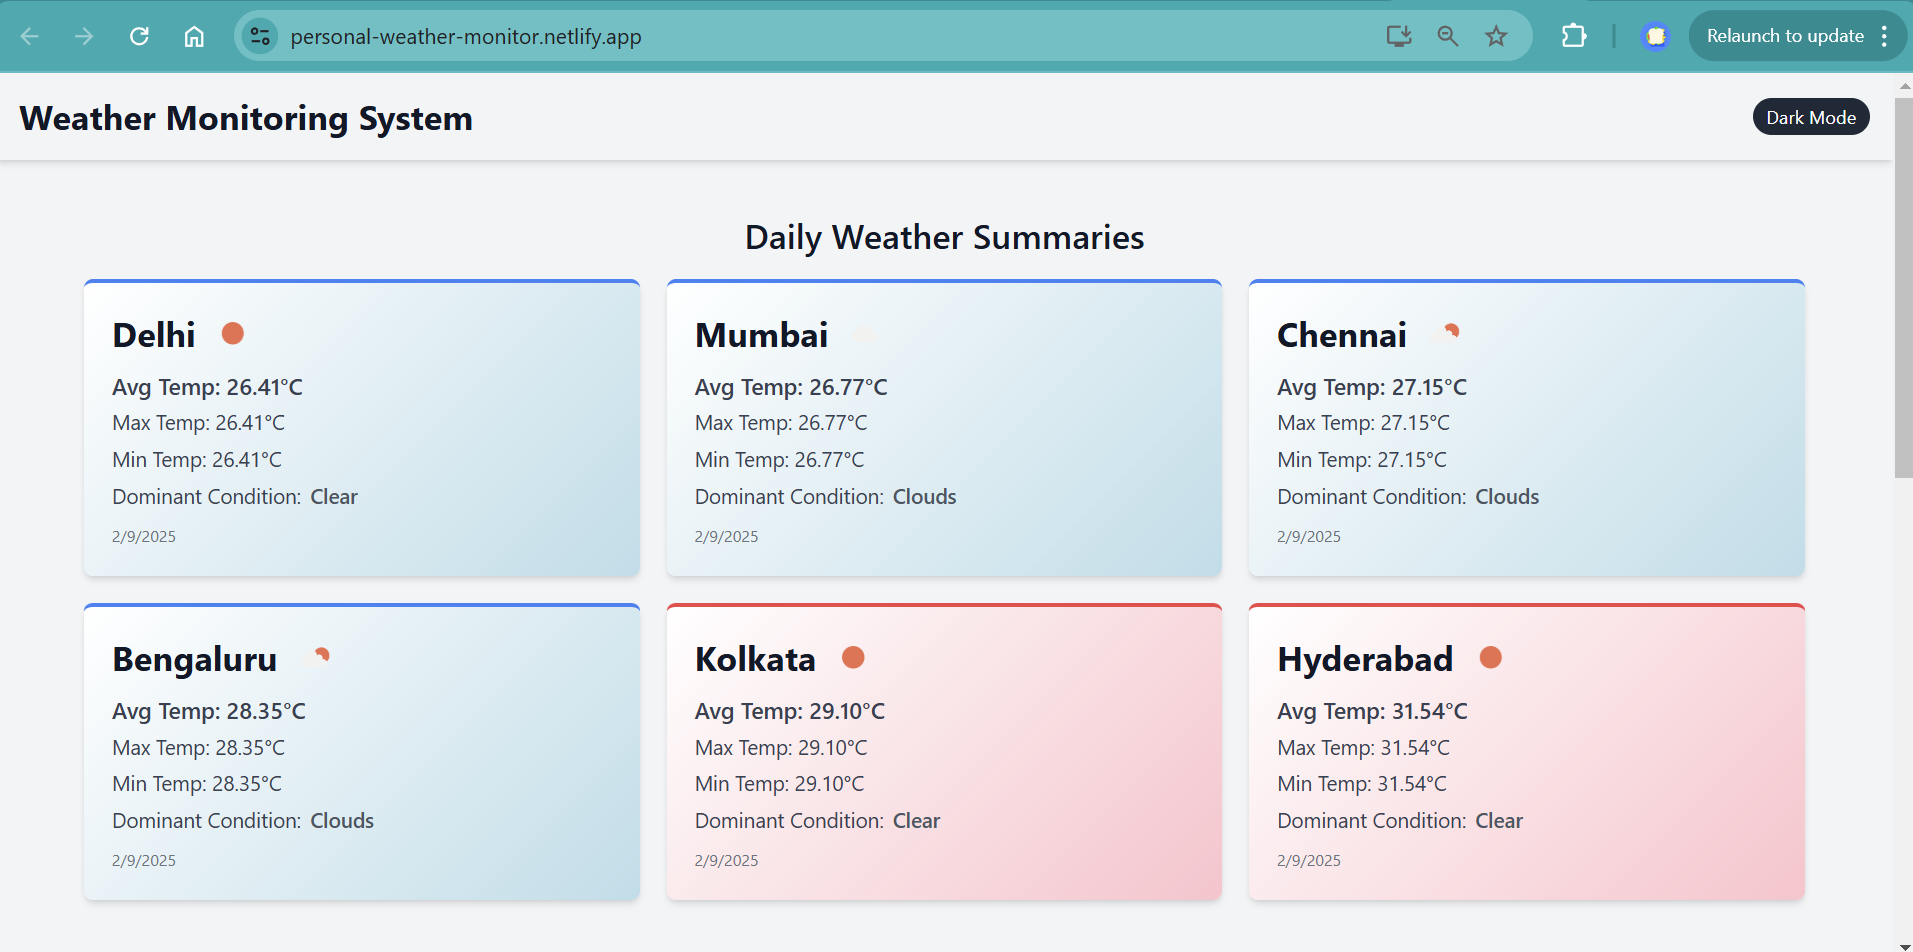 personal-weather-monitor.netlify.app
Relaunch to update
Weather Monitoring System
Dark Mode
Daily Weather Summaries
Delhi
Avg Temp: 26.41°C
Max Temp: 26.41°C
Min Temp: 26.41°C
Dominant Condition: Clear
2/9/2025
Mumbai
Avg Temp: 26.77°C
Max Temp: 26.77°C
Min Temp: 26.77°C
Dominant Condition: Clouds
2/9/2025
Chennai
Avg Temp: 27.15°C
Max Temp: 27.15°C
Min Temp: 27.15°C
Dominant Condition: Clouds
2/9/2025
Bengaluru
Avg Temp: 28.35°C
Max Temp: 28.35°C
Min Temp: 28.35°C
Dominant Condition: Clouds
2/9/2025
Kolkata
Avg Temp: 29.10°C
Max Temp: 29.10°C
Min Temp: 29.10°C
Dominant Condition: Clear
2/9/2025
Hyderabad
Avg Temp: 31.54°C
Max Temp: 31.54°C
Min Temp: 31.54°C
Dominant Condition: Clear
2/9/2025